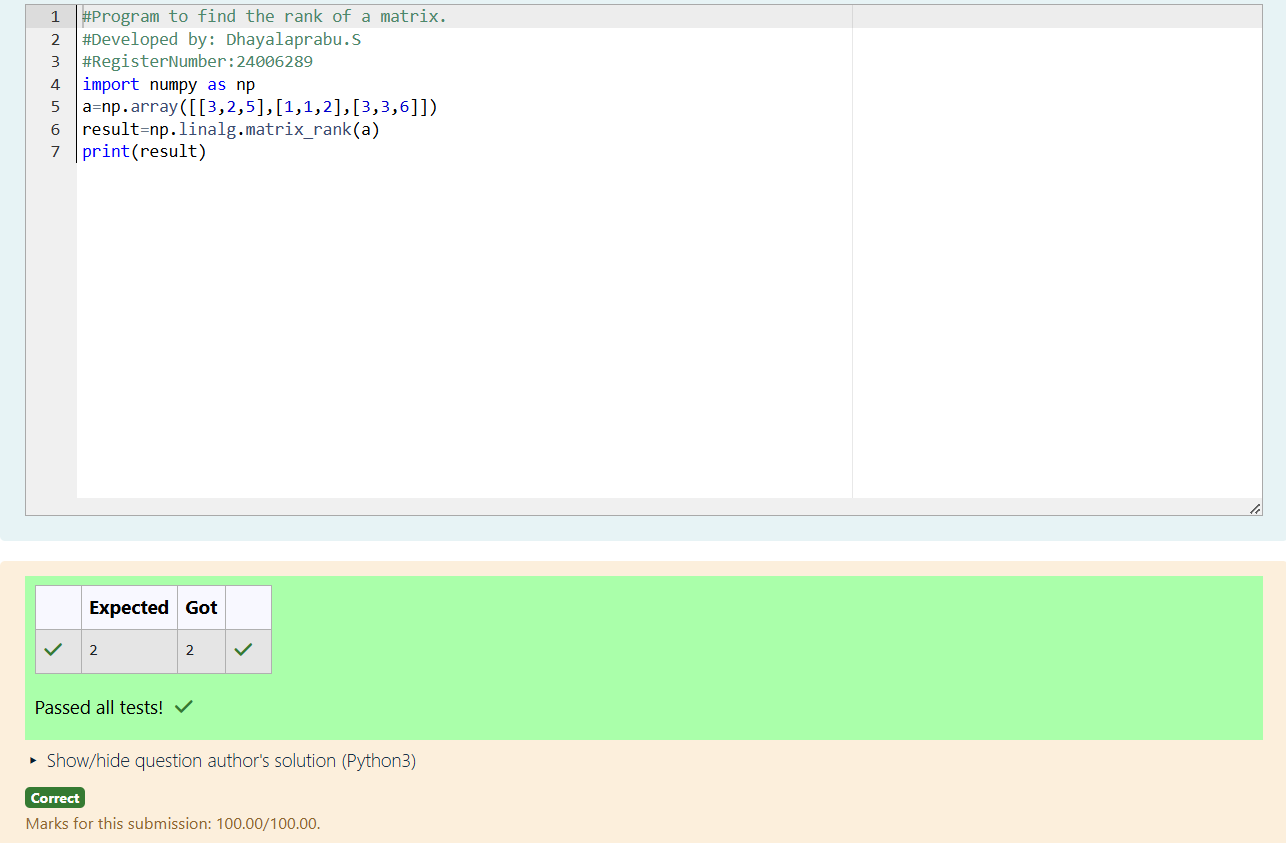 1 #Program to find the rank of a matrix.
2 #Developed by: Dhayalaprabu.S
3 #RegisterNumber:24006289
4 import numpy as np
5 a=np.array([[3,2,5],[1,1,2],[3,3,6]])
6 result=np.linalg.matrix_rank(a)
7 print(result)
Expected Got
2 2
Passed all tests!
Show/hide question author's solution (Python3)
Correct
Marks for this submission: 100.00/100.00.